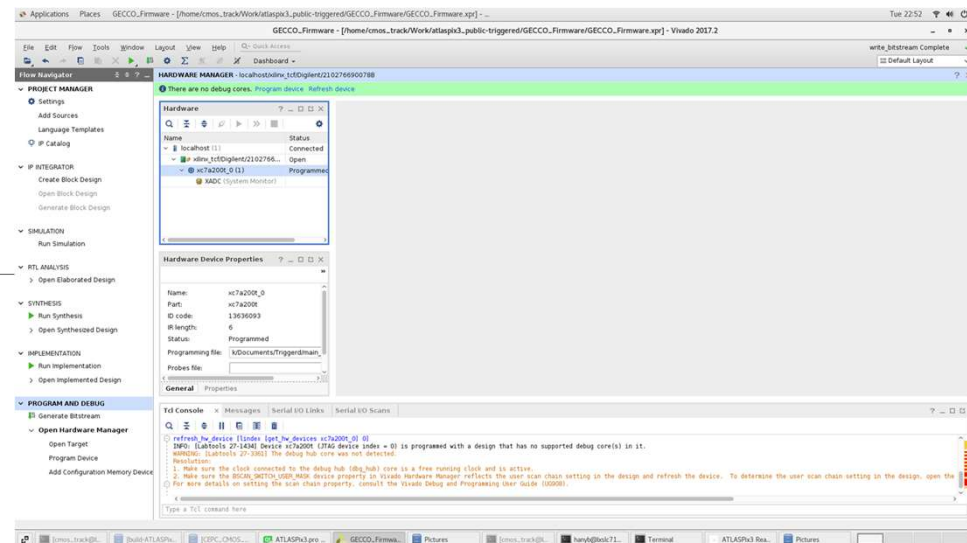 Applications Places GECCO_Firmware - [/home/cmos_track/Work/atlaspix3_public-triggered/GECCO_Firmware/GECCO_Firmware.xpr] - ... Tue 22:52
GECCO_Firmware - [/home/cmos_track/Work/atlaspix3_public-triggered/GECCO_Firmware/GECCO_Firmware.xpr] - Vivado 2017.2
File Edit Flow Tools Window Layout View Help Q- Quick Access write_bitstream Complete
Dashboard Default Layout
Flow Navigator
PROJECT MANAGER
Settings
Add Sources
Language Templates
IP Catalog
IP INTEGRATOR
Create Block Design
Open Block Design
Generate Block Design
SIMULATION
Run Simulation
RTL ANALYSIS
Open Elaborated Design
SYNTHESIS
Run Synthesis
Open Synthesized Design
IMPLEMENTATION
Run Implementation
Open Implemented Design
PROGRAM AND DEBUG
Generate Bitstream
Open Hardware Manager
Open Target
Program Device
Add Configuration Memory Device
HARDWARE MANAGER - localhost/xilinx_tcf/Digilent/210276690078B
There are no debug cores. Program device Refresh device
Hardware
Name Status
localhost (1) Connected
xilinx_tcf/Digilent/2102766... Open
xc7a200t_0 (1) Programmed
XADC (System Monitor)
Hardware Device Properties
Name: xc7a200t_0
Part: xc7a200t
ID code: 13636093
IR length: 6
Status: Programmed
Programming file: k/Documents/Triggerd/main_
Probes file:
General Properties
Tcl Console Messages Serial I/O Links Serial I/O Scans
refresh_hw_device [lindex [get_hw_devices xc7a200t_0] 0]
INFO: [Labtools 27-1434] Device xc7a200t (JTAG device index = 0) is programmed with a design that has no supported debug core(s) in it.
WARNING: [Labtools 27-3361] The debug hub core was not detected.
Resolution:
1. Make sure the clock connected to the debug hub (dbg_hub) core is a free running clock and is active.
2. Make sure the BSCAN_SWITCH_USER_MASK device property in Vivado Hardware Manager reflects the user scan chain setting in the design and refresh the device. To determine the user scan chain setting in the design, open the
For more details on setting the scan chain property, consult the Vivado Debug and Programming User Guide (UG908).
Type a Tcl command here
[cmos_track@l... [build-ATLASPix... [CEPC_CMOS_... ATLASPix3.pro ... GECCO_Firmwa... Pictures [cmos_track@l... hanyb@lxslc71... Terminal ATLASPix3 Rea... Pictures